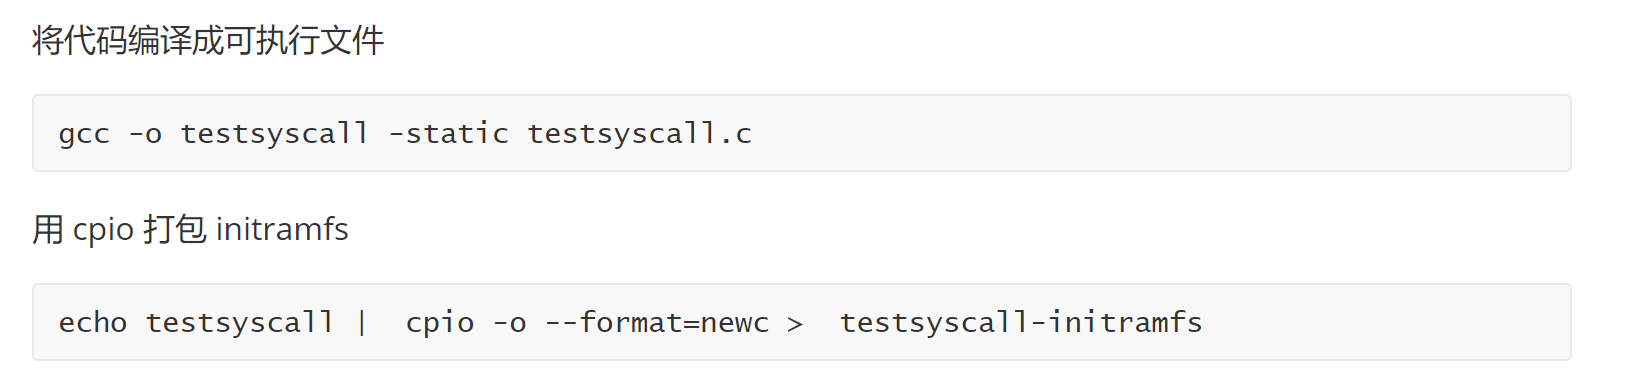 将代码编译成可执行文件
gcc -o testsyscall -static testsyscall.c
用 cpio 打包 initramfs
echo testsyscall |  cpio -o --format=newc >  testsyscall-initramfs